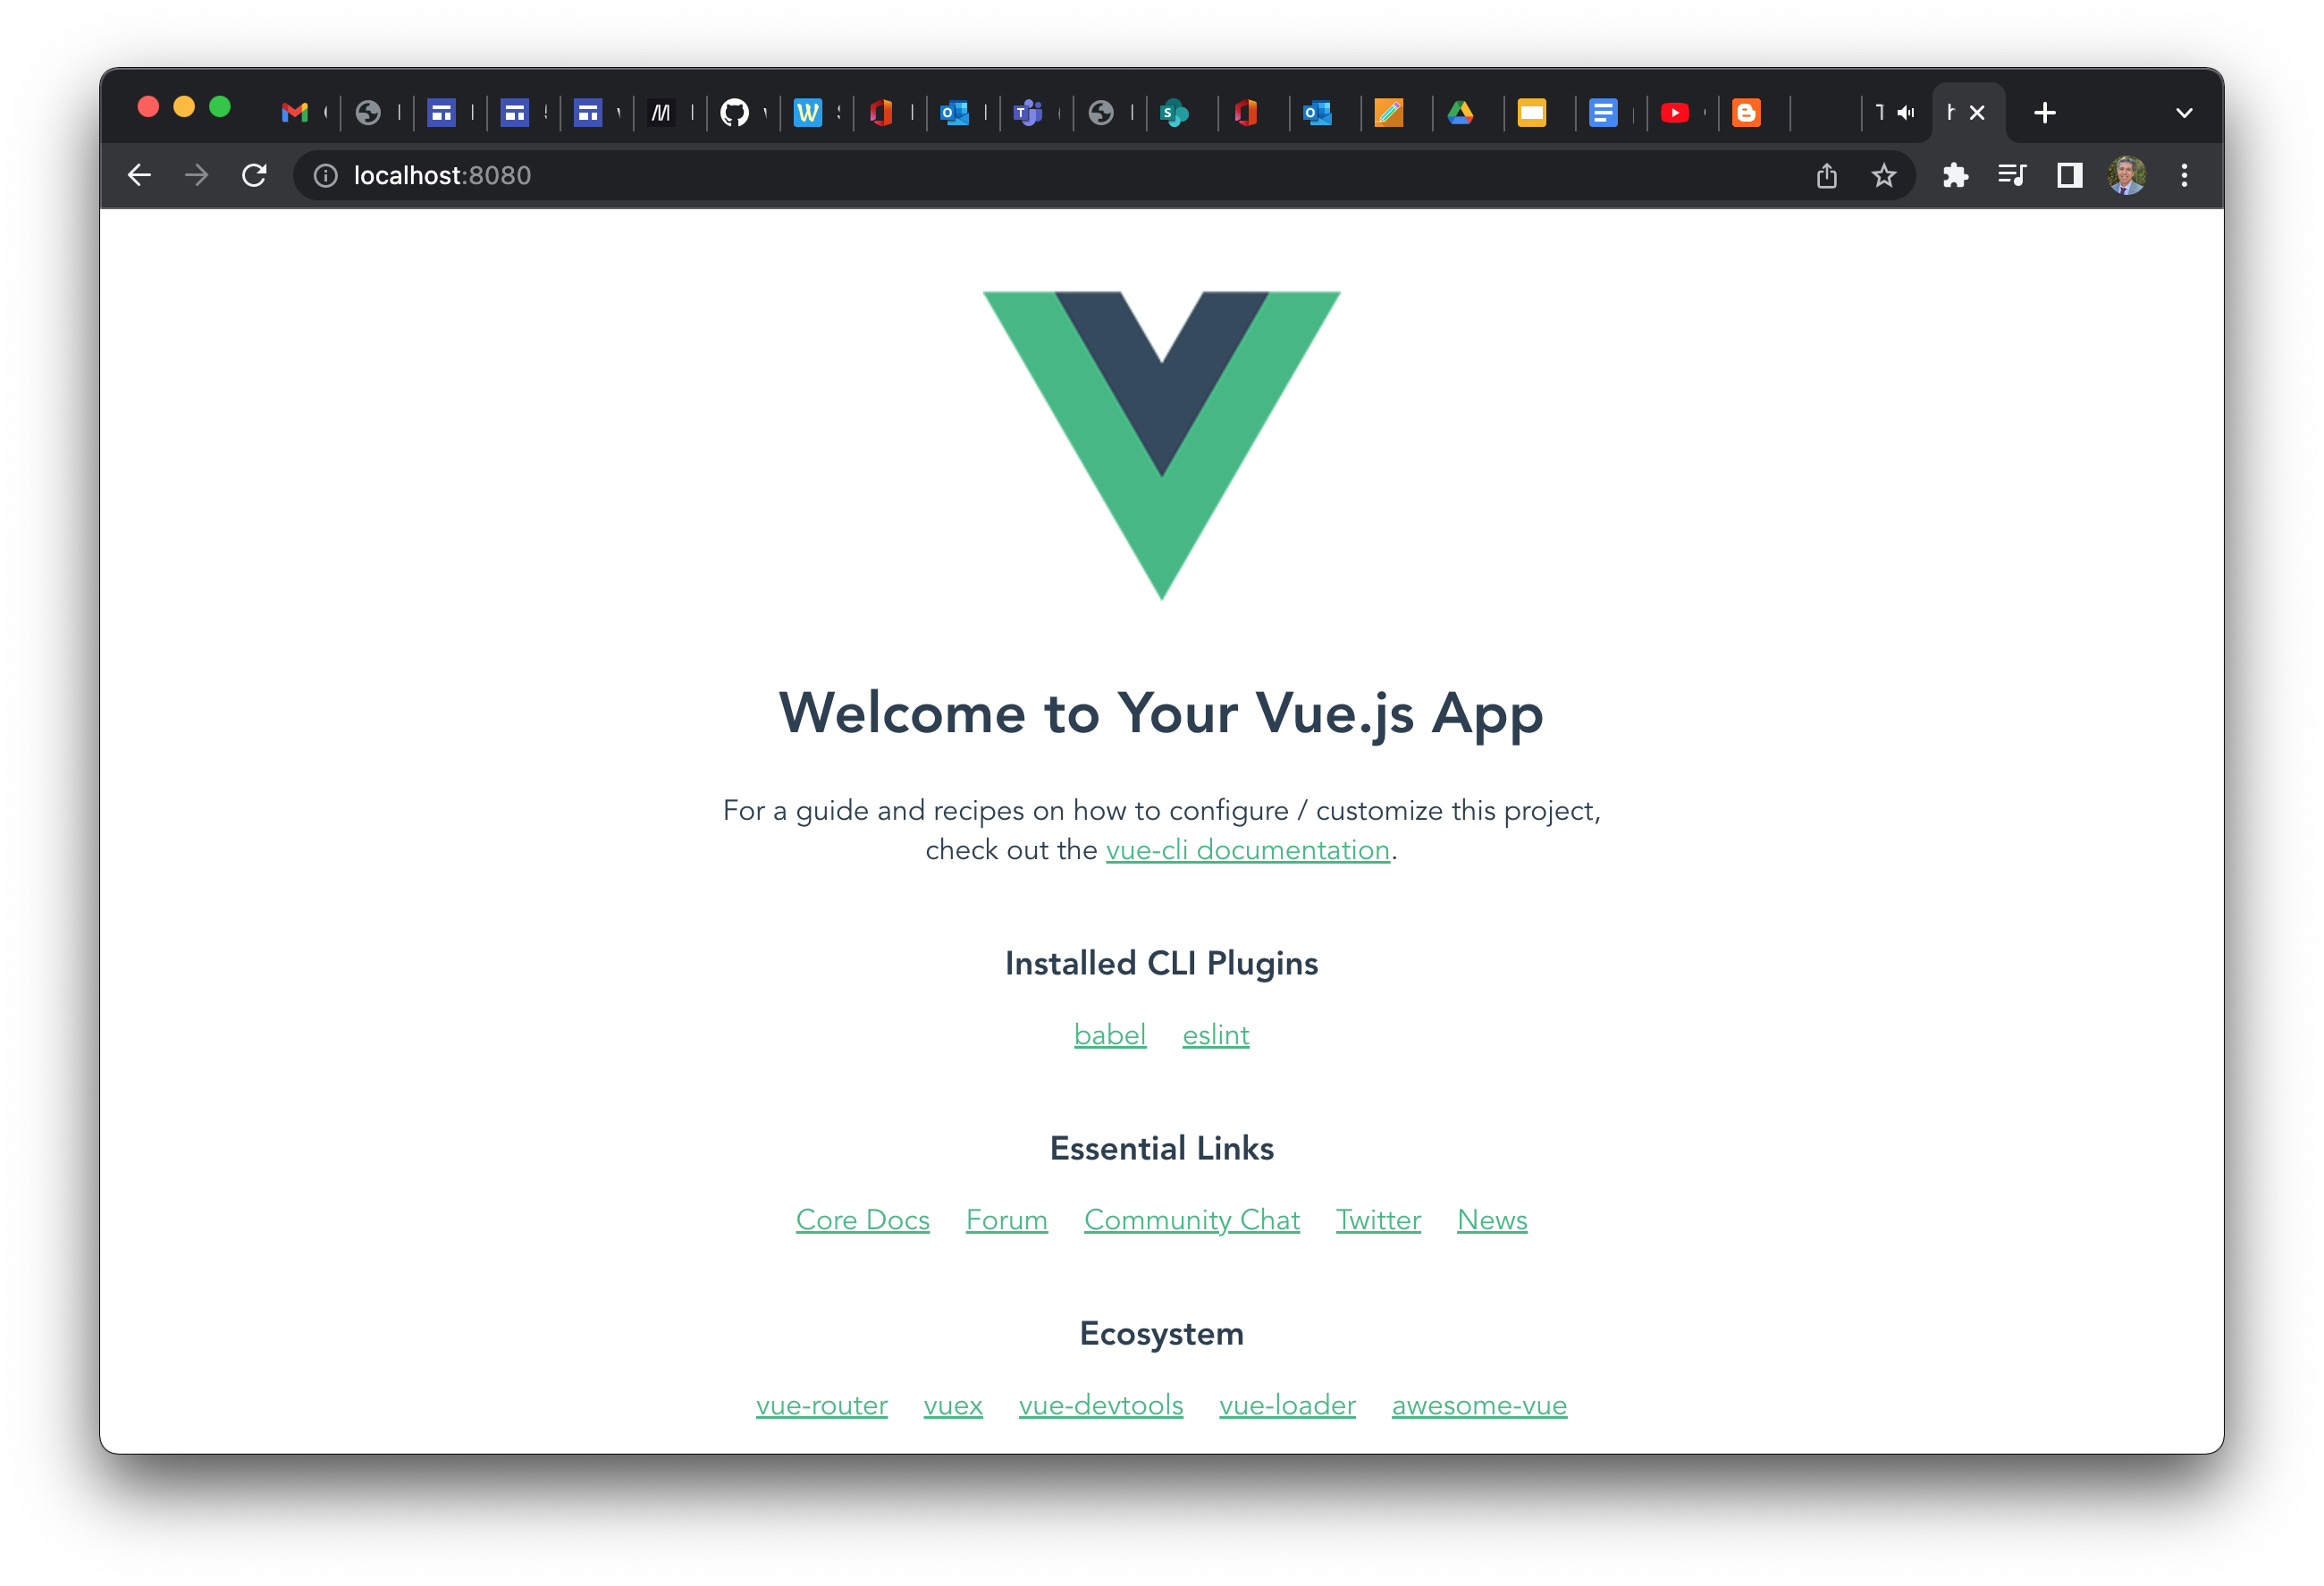 localhost:8080
Welcome to Your Vue.js App
For a guide and recipes on how to configure / customize this project,
check out the vue-cli documentation.
Installed CLI Plugins
babel eslint
Essential Links
Core Docs Forum Community Chat Twitter News
Ecosystem
vue-router vuex vue-devtools vue-loader awesome-vue